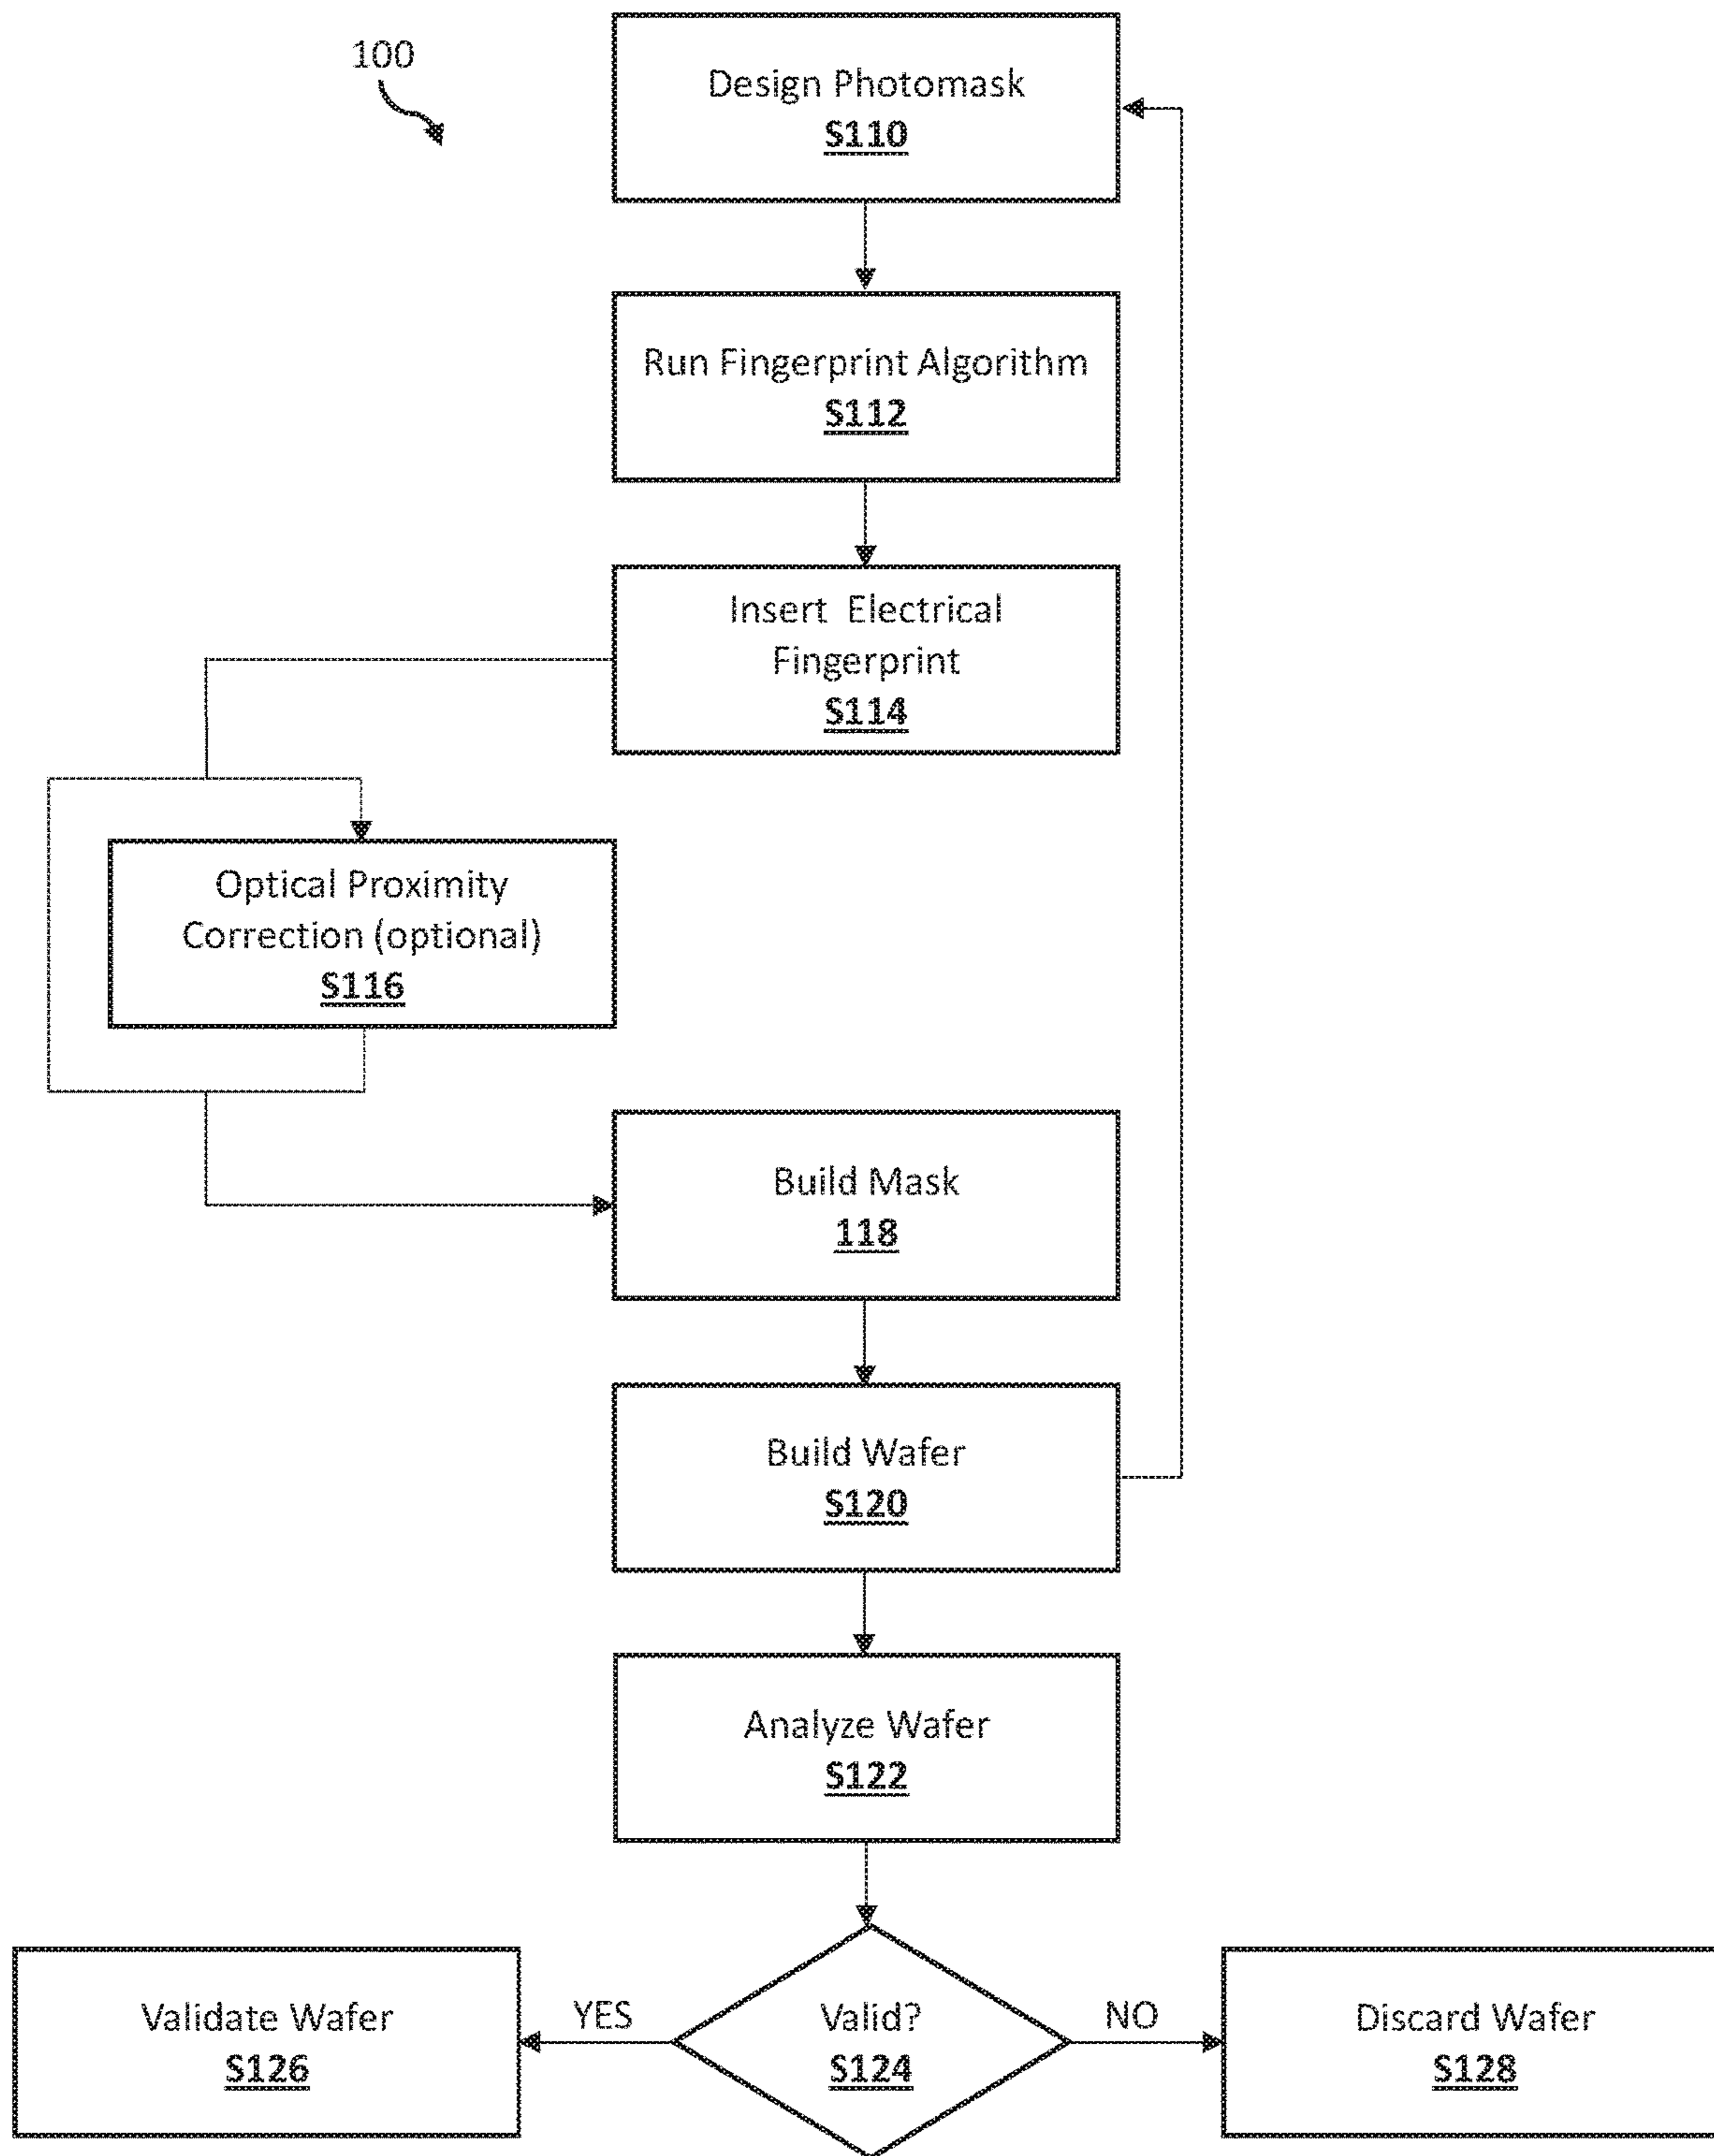 100
Design Photomask
S110
Run Fingerprint Algorithm
S112
Insert Electrical
Fingerprint
S114
Optical Proximity
Correction (optional)
S116
Build Mask
118
Build Wafer
S120
Analyze Wafer
S122
Validate Wafer
S126
YES
Valid?
S124
NO
Discard Wafer
S128